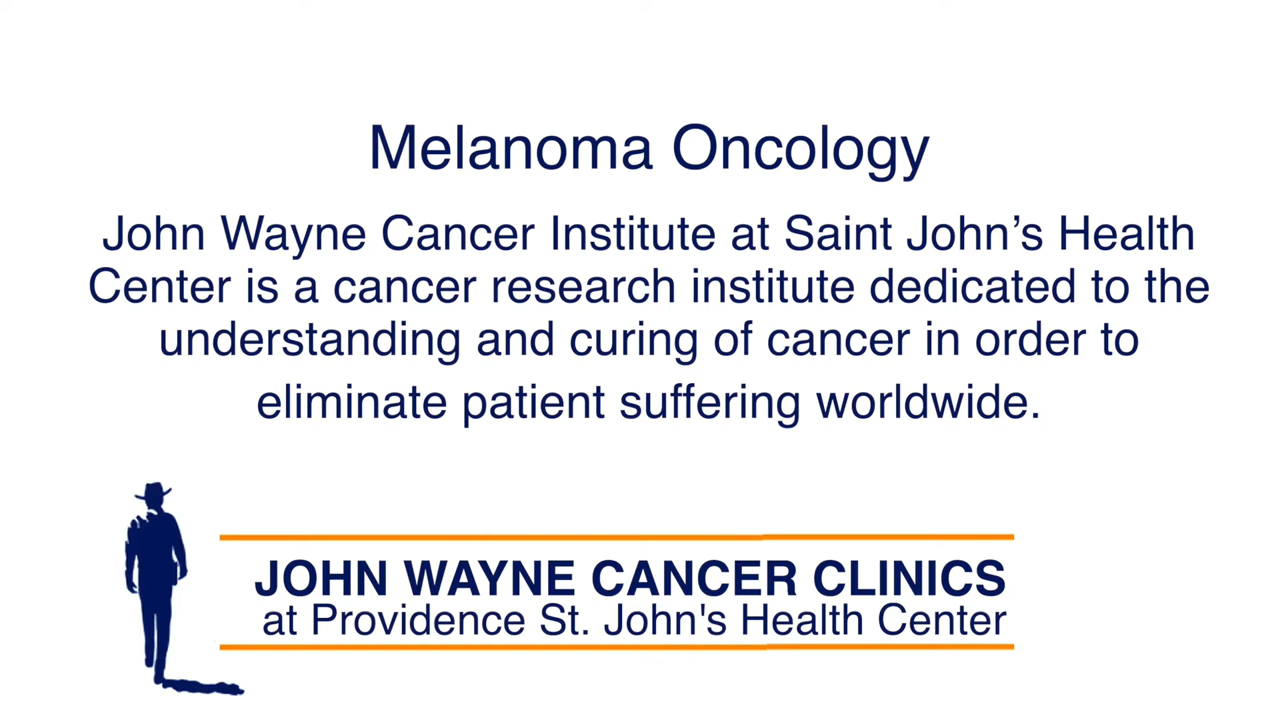 Melanoma Oncology
John Wayne Cancer Institute at Saint John’s Health
Center is a cancer research institute dedicated to the
understanding and curing of cancer in order to
eliminate patient suffering worldwide.
JOHN WAYNE CANCER CLINICS
at Providence St. John's Health Center